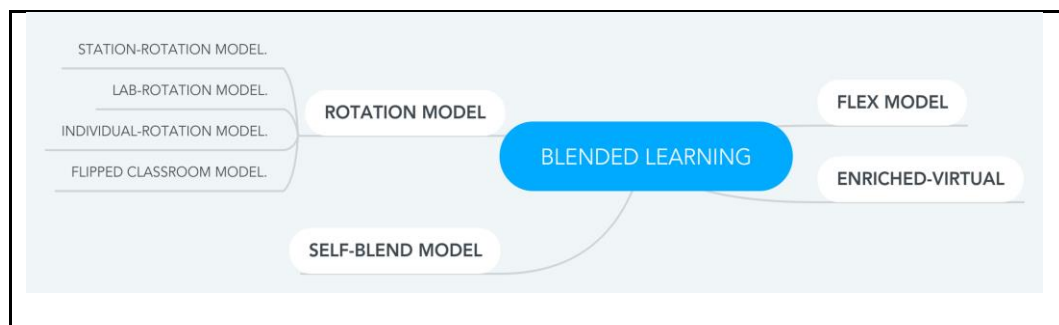 STATION-ROTATION MODEL.
LAB-ROTATION MODEL.
INDIVIDUAL-ROTATION MODEL.
FLIPPED CLASSROOM MODEL.
ROTATION MODEL
SELF-BLEND MODEL
BLENDED LEARNING
FLEX MODEL
ENRICHED-VIRTUAL